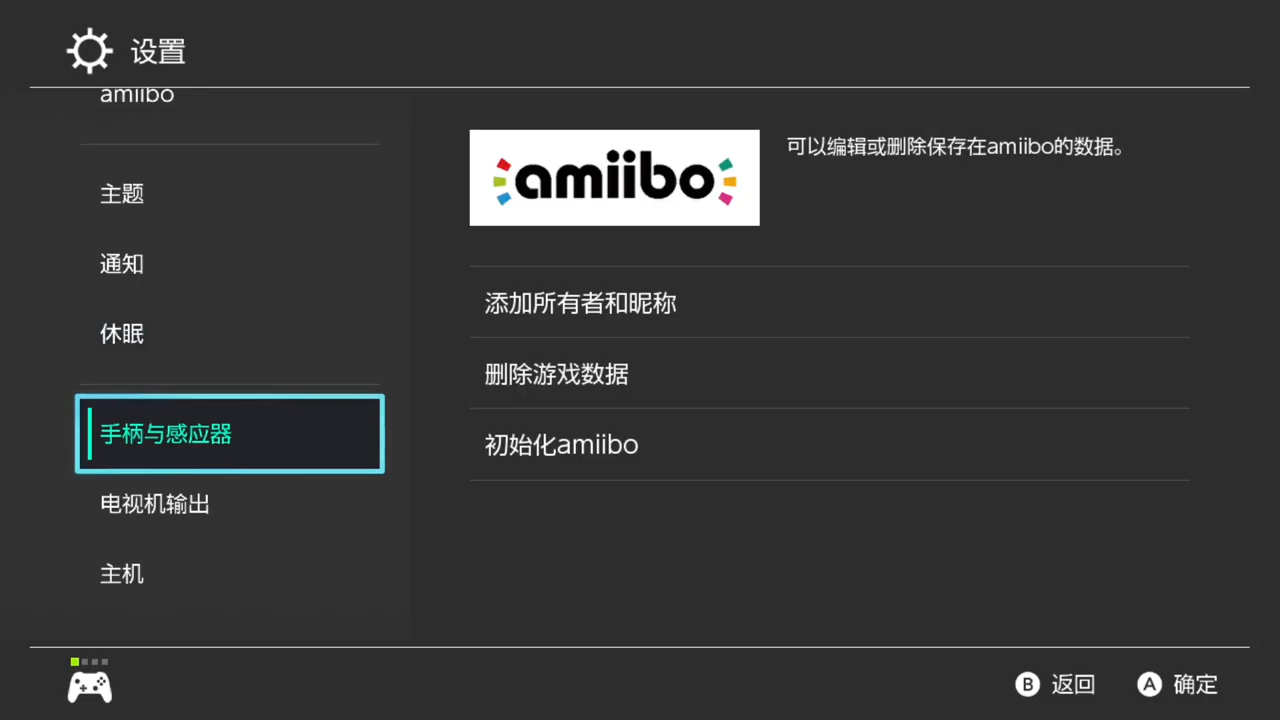 设置
amiibo
主题
通知
休眠
手柄与感应器
电视机输出
主机
amiibo
可以编辑或删除保存在amiibo的数据。
添加所有者和昵称
删除游戏数据
初始化amiibo
B 返回
A 确定